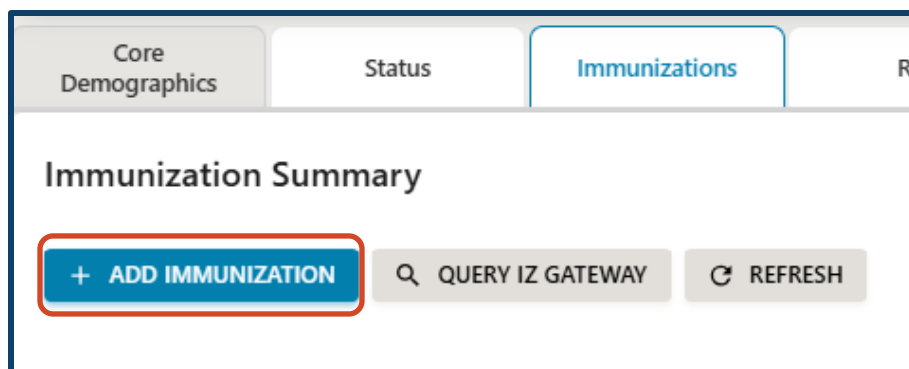 Core
Demographics
Status
Immunizations
R
Immunization Summary
+ ADD IMMUNIZATION
QUERY IZ GATEWAY
REFRESH